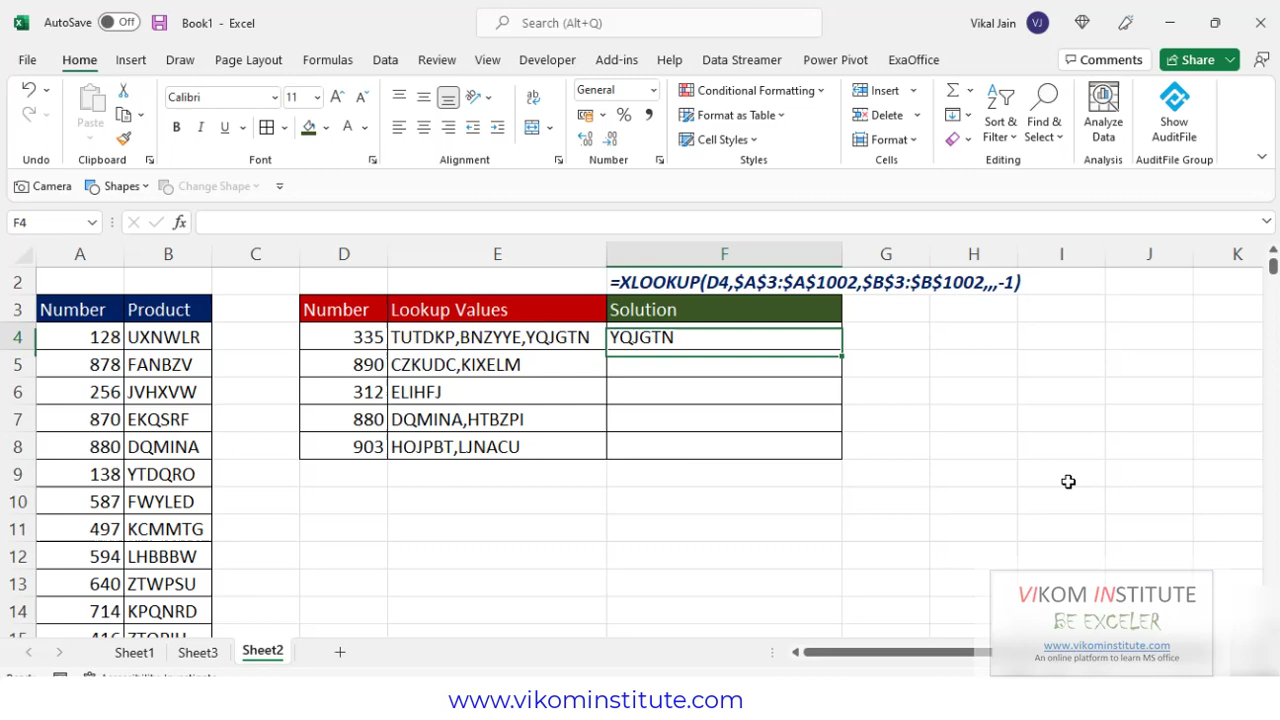 AutoSave Off Book1 - Excel Search (Alt+Q) Vikal Jain VJ
File Home Insert Draw Page Layout Formulas Data Review View Developer Add-ins Help Data Streamer Power Pivot ExaOffice Comments Share
Paste Calibri 11 B I U A General % Conditional Formatting Format as Table Cell Styles Insert Delete Format Sort & Filter Find & Select Analyze Data Show AuditFile
Undo Clipboard Font Alignment Number Styles Cells Editing Analysis AuditFile Group
Camera Shapes Change Shape
F4 fx
A B C D E F G H I J K
2 =XLOOKUP(D4,$A$3:$A$1002,$B$3:$B$1002,,,-1)
3 Number Product Number Lookup Values Solution
4 128 UXNWLR 335 TUTDKP,BNZYYE,YQJGTN YQJGTN
5 878 FANBZV 890 CZKUDC,KIXELM
6 256 JVHXVW 312 ELIHFJ
7 870 EKQSRF 880 DQMINA,HTBZPI
8 880 DQMINA 903 HOJPBT,LJNACU
9 138 YTDQRO
10 587 FWYLED
11 497 KCMMTG
12 594 LHBBBW
13 640 ZTWPSU
14 714 KPQNRD
VIKOM INSTITUTE
BE EXCELER
www.vikominstitute.com
An online platform to learn MS office
Sheet1 Sheet3 Sheet2
www.vikominstitute.com